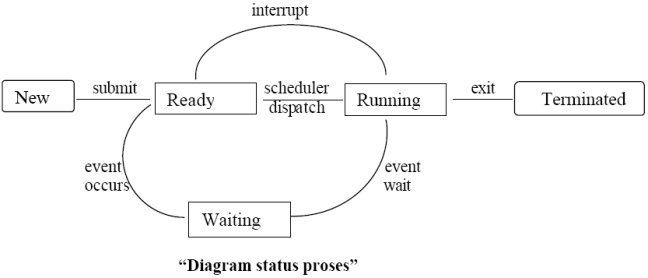 interrupt
New
submit
Ready
scheduler
dispatch
Running
exit
Terminated
event
occurs
event
wait
Waiting
“Diagram status proses”